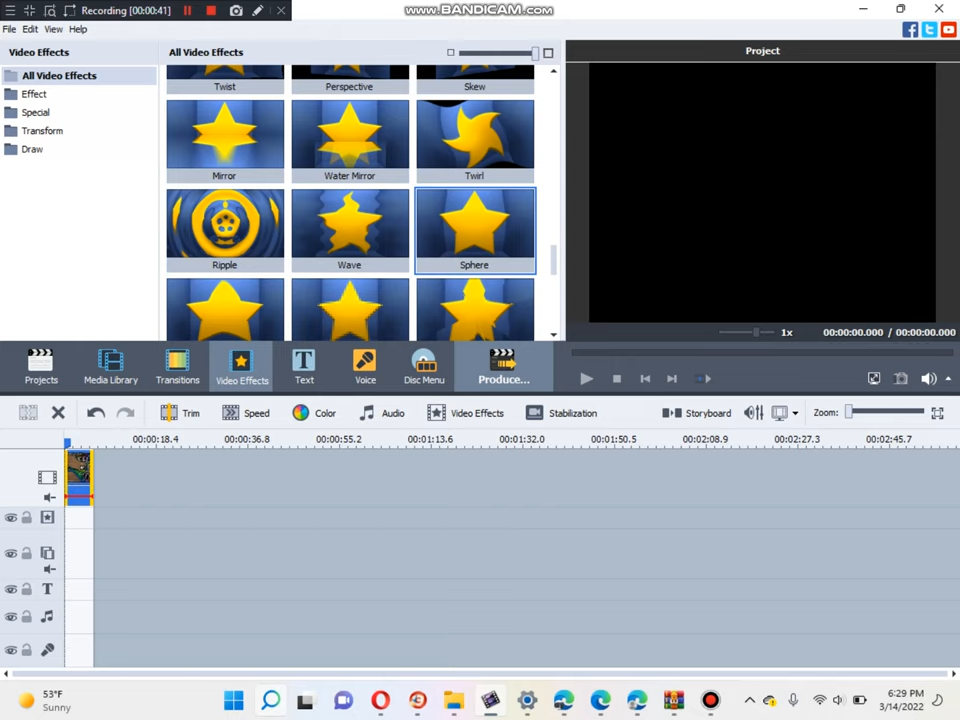 Recording [00:00:41]
www.BANDICAM.com
File Edit View Help
Video Effects
All Video Effects
Project
All Video Effects
Effect
Special
Transform
Draw
Twist Perspective Skew
Mirror Water Mirror Twirl
Ripple Wave Sphere
1x 00:00:00.000 / 00:00:00.000
Projects Media Library Transitions Video Effects Text Voice Disc Menu Produce...
Trim Speed Color Audio Video Effects Stabilization Storyboard Zoom:
00:00:18.4 00:00:36.8 00:00:55.2 00:01:13.6 00:01:32.0 00:01:50.5 00:02:08.9 00:02:27.3 00:02:45.7
53°F
Sunny
6:29 PM
3/14/2022